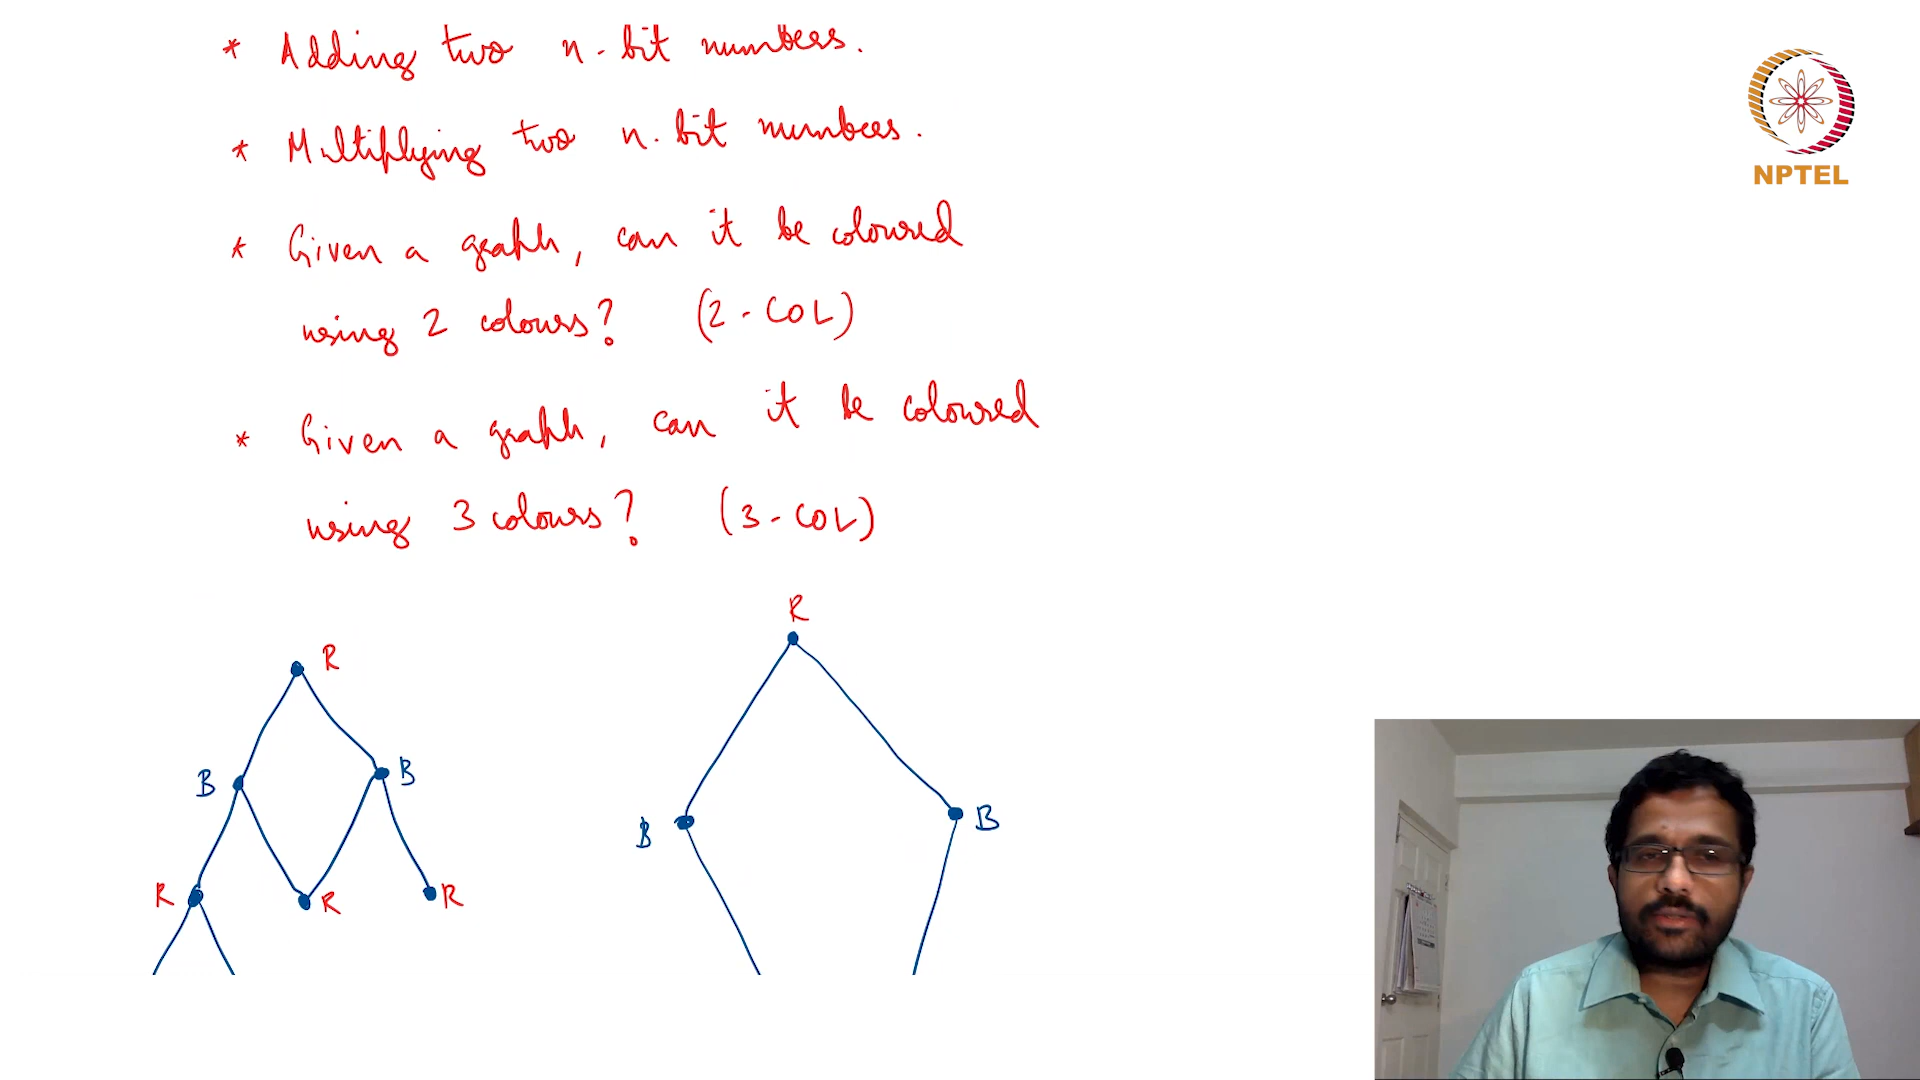 * Adding two n-bit numbers.
* Multiplying two n-bit numbers.
* Given a graph, can it be coloured
using 2 colours? (2-COL)
* Given a graph, can it be coloured
using 3 colours? (3-COL)
NPTEL
R
R
B
B
B
B
R
R
R